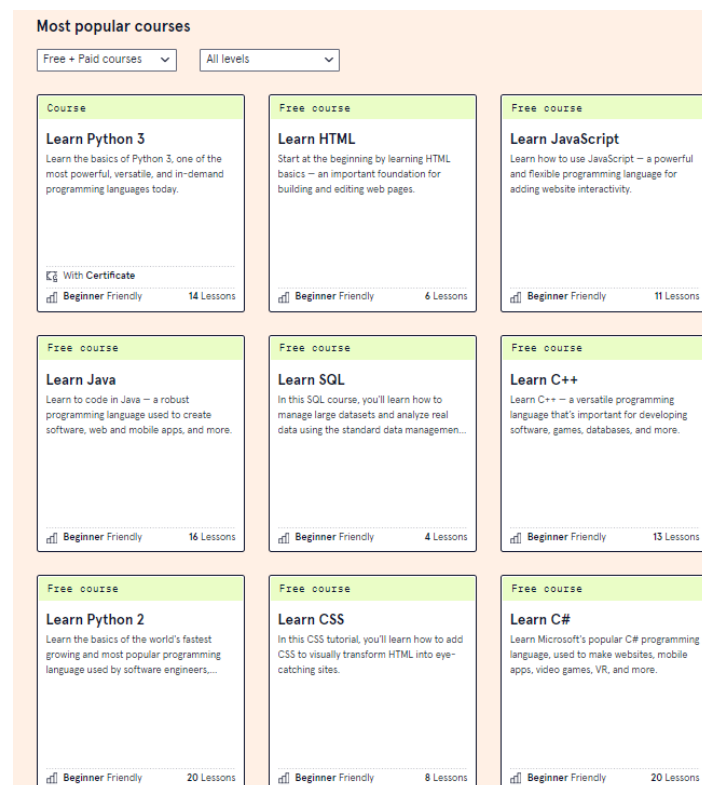 Most popular courses
Free + Paid courses
All levels
Course
Learn Python 3
Learn the basics of Python 3, one of the
most powerful, versatile, and in-demand
programming languages today.
With Certificate
Beginner Friendly
14 Lessons
Free course
Learn HTML
Start at the beginning by learning HTML
basics — an important foundation for
building and editing web pages.
Beginner Friendly
6 Lessons
Free course
Learn JavaScript
Learn how to use JavaScript — a powerful
and flexible programming language for
adding website interactivity.
Beginner Friendly
11 Lessons
Free course
Learn Java
Learn to code in Java — a robust
programming language used to create
software, web and mobile apps, and more.
Beginner Friendly
16 Lessons
Free course
Learn SQL
In this SQL course, you'll learn how to
manage large datasets and analyze real
data using the standard data managemen...
Beginner Friendly
4 Lessons
Free course
Learn C++
Learn C++ — a versatile programming
language that's important for developing
software, games, databases, and more.
Beginner Friendly
13 Lessons
Free course
Learn Python 2
Learn the basics of the world's fastest
growing and most popular programming
language used by software engineers,...
Beginner Friendly
20 Lessons
Free course
Learn CSS
In this CSS tutorial, you'll learn how to add
CSS to visually transform HTML into eye-
catching sites.
Beginner Friendly
8 Lessons
Free course
Learn C#
Learn Microsoft's popular C# programming
language, used to make websites, mobile
apps, video games, VR, and more.
Beginner Friendly
20 Lessons